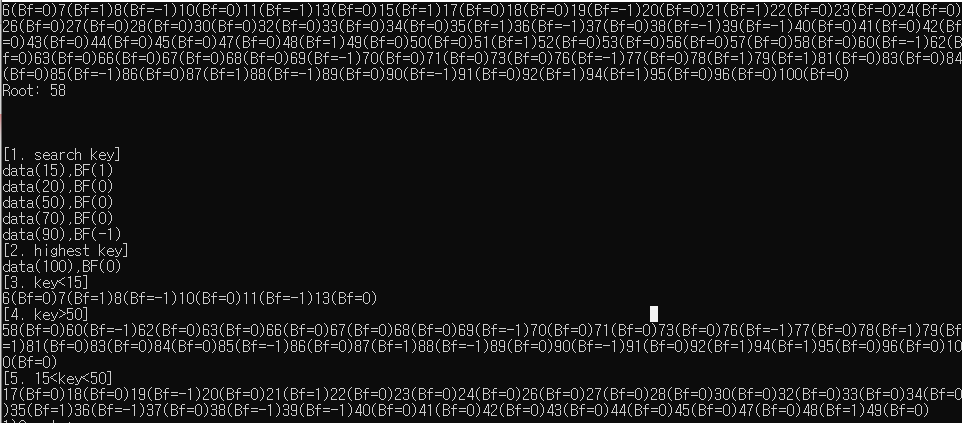 6(Bf=0)7(Bf=1)8(Bf=-1)10(Bf=0)11(Bf=-1)13(Bf=0)15(Bf=1)17(Bf=0)18(Bf=0)19(Bf=-1)20(Bf=0)21(Bf=1)22(Bf=0)23(Bf=0)24(Bf=0)
26(Bf=0)27(Bf=0)28(Bf=0)30(Bf=0)32(Bf=0)33(Bf=0)34(Bf=0)35(Bf=1)36(Bf=-1)37(Bf=0)38(Bf=-1)39(Bf=-1)40(Bf=0)41(Bf=0)42(Bf
=0)43(Bf=0)44(Bf=0)45(Bf=0)47(Bf=0)48(Bf=1)49(Bf=0)50(Bf=0)51(Bf=1)52(Bf=0)53(Bf=0)56(Bf=0)57(Bf=0)58(Bf=0)60(Bf=-1)62(B
f=0)63(Bf=0)66(Bf=0)67(Bf=0)68(Bf=0)69(Bf=-1)70(Bf=0)71(Bf=0)73(Bf=0)76(Bf=-1)77(Bf=0)78(Bf=1)79(Bf=1)81(Bf=0)83(Bf=0)84
(Bf=0)85(Bf=-1)86(Bf=0)87(Bf=1)88(Bf=-1)89(Bf=0)90(Bf=-1)91(Bf=0)92(Bf=1)94(Bf=1)95(Bf=0)96(Bf=0)100(Bf=0)
Root: 58
[1. search key]
data(15),BF(1)
data(20),BF(0)
data(50),BF(0)
data(70),BF(0)
data(90),BF(-1)
[2. highest key]
data(100),BF(0)
[3. key<15]
6(Bf=0)7(Bf=1)8(Bf=-1)10(Bf=0)11(Bf=-1)13(Bf=0)
[4. key>50]
58(Bf=0)60(Bf=-1)62(Bf=0)63(Bf=0)66(Bf=0)67(Bf=0)68(Bf=0)69(Bf=-1)70(Bf=0)71(Bf=0)73(Bf=0)76(Bf=-1)77(Bf=0)78(Bf=1)79(Bf
=1)81(Bf=0)83(Bf=0)84(Bf=0)85(Bf=-1)86(Bf=0)87(Bf=1)88(Bf=-1)89(Bf=0)90(Bf=-1)91(Bf=0)92(Bf=1)94(Bf=1)95(Bf=0)96(Bf=0)10
0(Bf=0)
[5. 15<key<50]
17(Bf=0)18(Bf=0)19(Bf=-1)20(Bf=0)21(Bf=1)22(Bf=0)23(Bf=0)24(Bf=0)26(Bf=0)27(Bf=0)28(Bf=0)30(Bf=0)32(Bf=0)33(Bf=0)34(Bf=0
)35(Bf=1)36(Bf=-1)37(Bf=0)38(Bf=-1)39(Bf=-1)40(Bf=0)41(Bf=0)42(Bf=0)43(Bf=0)44(Bf=0)45(Bf=0)47(Bf=0)48(Bf=1)49(Bf=0)